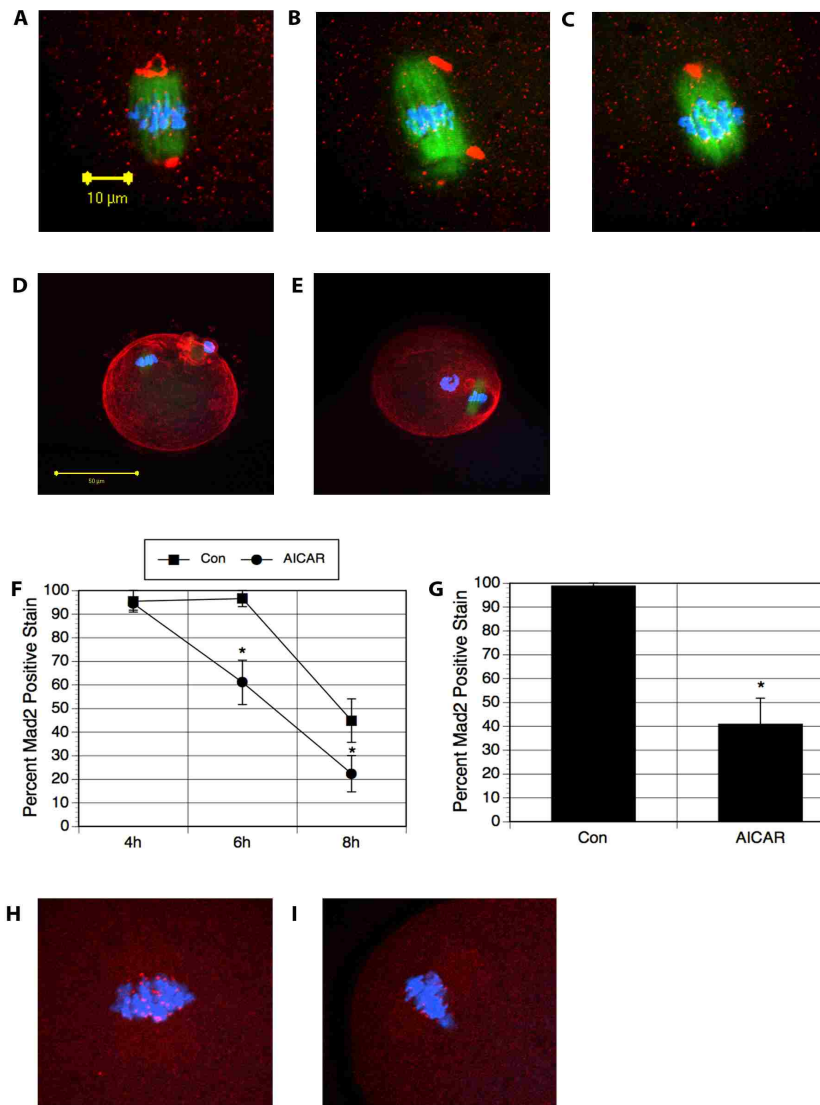 A
B
C
10 µm
D
E
50 µm
Con
AICAR
F
Percent Mad2 Positive Stain
100
90
80
70
60
50
40
30
20
10
0
*
*
4h
6h
8h
G
Percent Mad2 Positive Stain
100
90
80
70
60
50
40
30
20
10
0
*
Con
AICAR
H
I